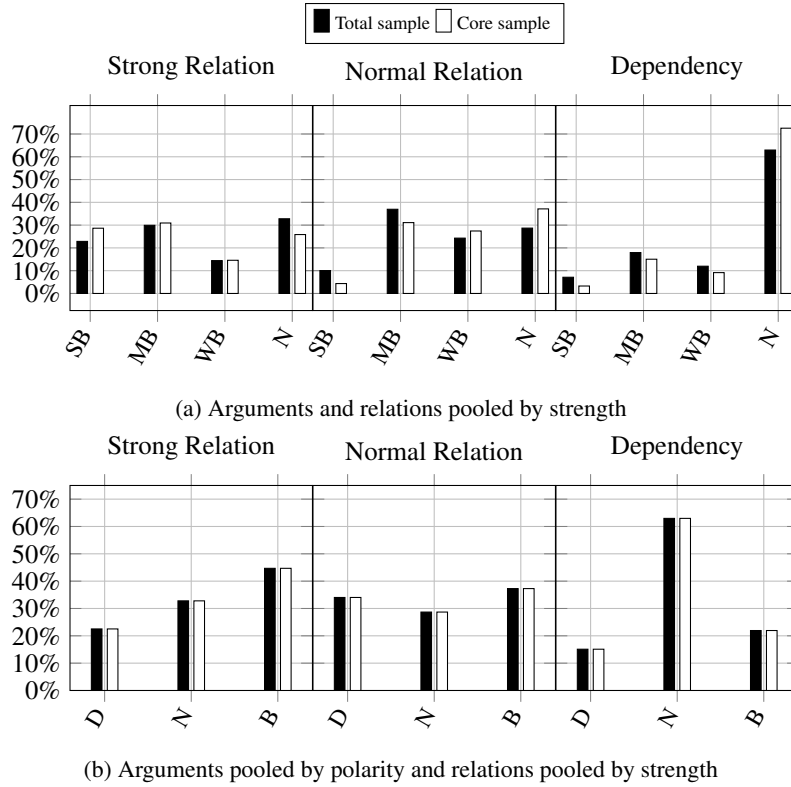 Total sample Core sample
Strong Relation Normal Relation Dependency
70%
60%
50%
40%
30%
20%
10%
0%
SB MB WB N SB MB WB N SB MB WB N
(a) Arguments and relations pooled by strength
Strong Relation Normal Relation Dependency
70%
60%
50%
40%
30%
20%
10%
0%
D N B D N B D N B
(b) Arguments pooled by polarity and relations pooled by strength